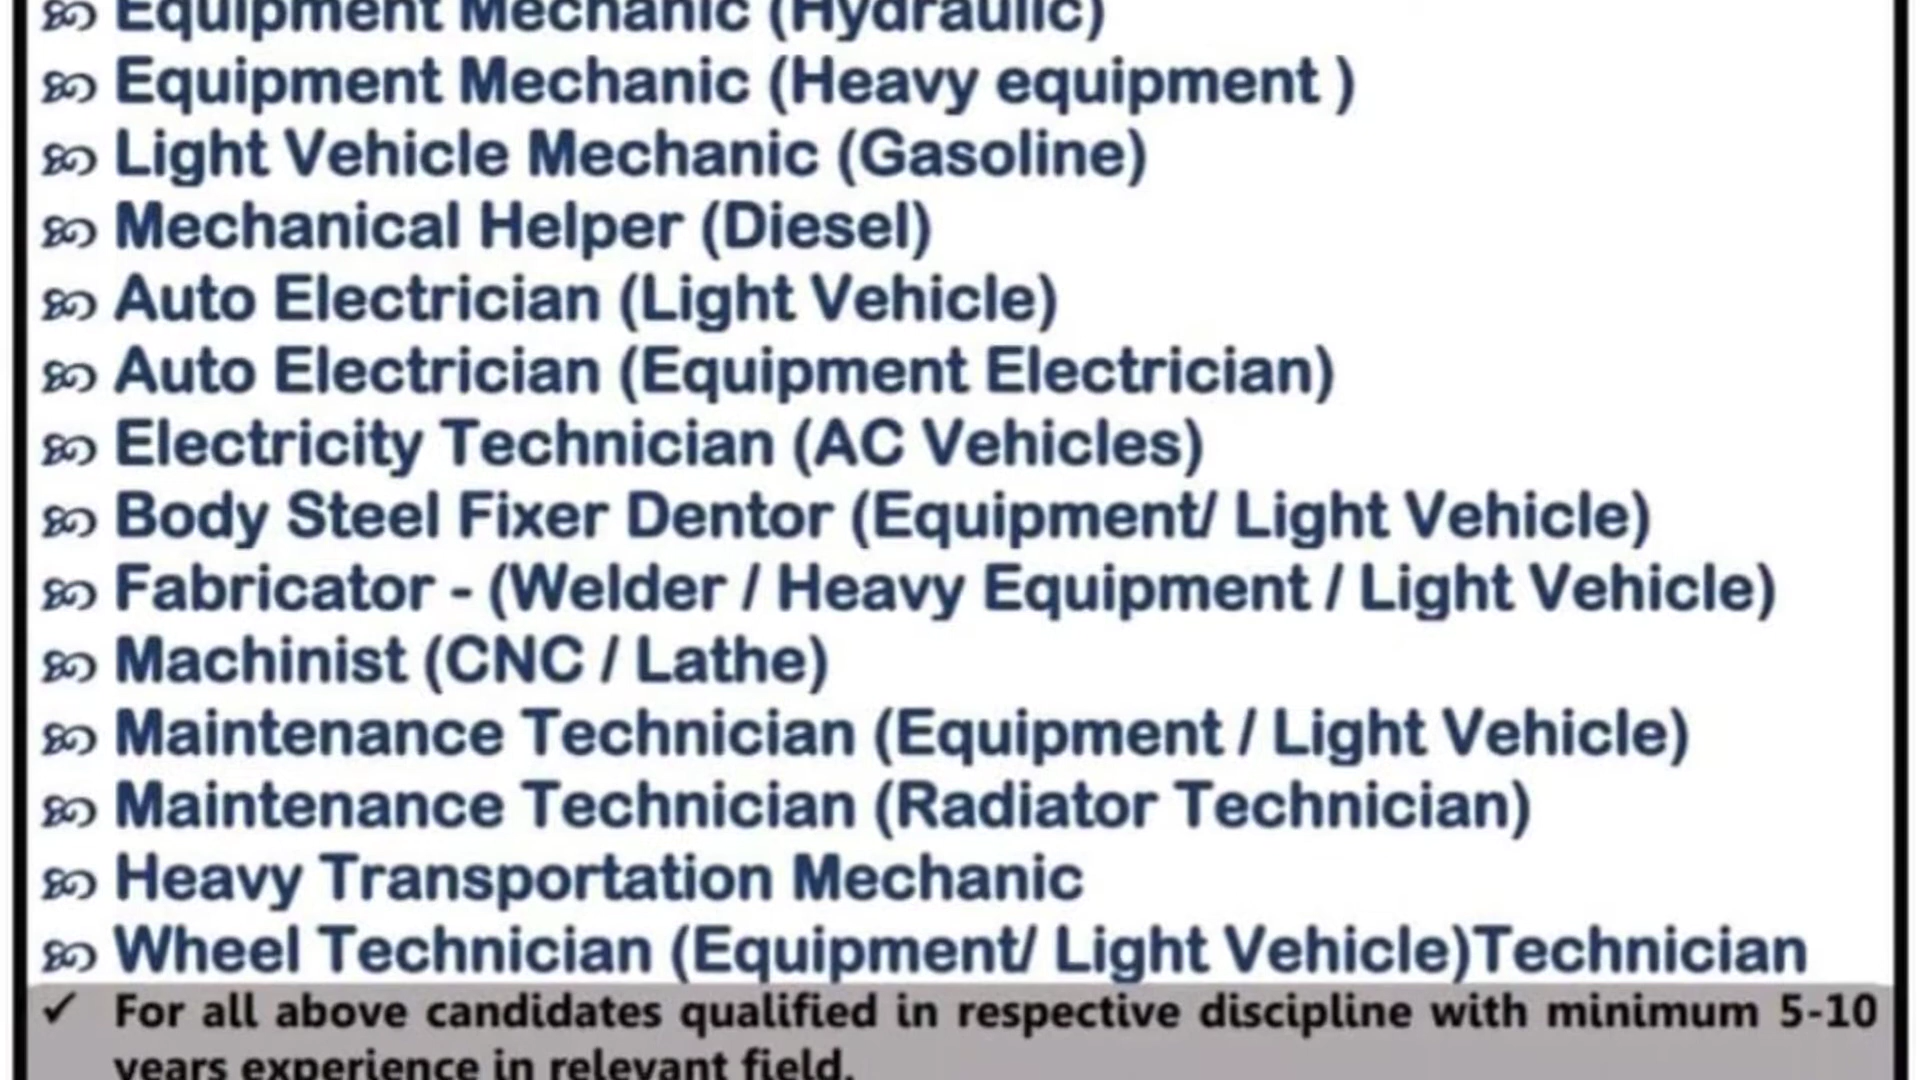 Equipment Mechanic (Hydraulic)
Equipment Mechanic (Heavy equipment )
Light Vehicle Mechanic (Gasoline)
Mechanical Helper (Diesel)
Auto Electrician (Light Vehicle)
Auto Electrician (Equipment Electrician)
Electricity Technician (AC Vehicles)
Body Steel Fixer Dentor (Equipment/ Light Vehicle)
Fabricator - (Welder / Heavy Equipment / Light Vehicle)
Machinist (CNC / Lathe)
Maintenance Technician (Equipment / Light Vehicle)
Maintenance Technician (Radiator Technician)
Heavy Transportation Mechanic
Wheel Technician (Equipment/ Light Vehicle)Technician
✓ For all above candidates qualified in respective discipline with minimum 5-10
years experience in relevant field.